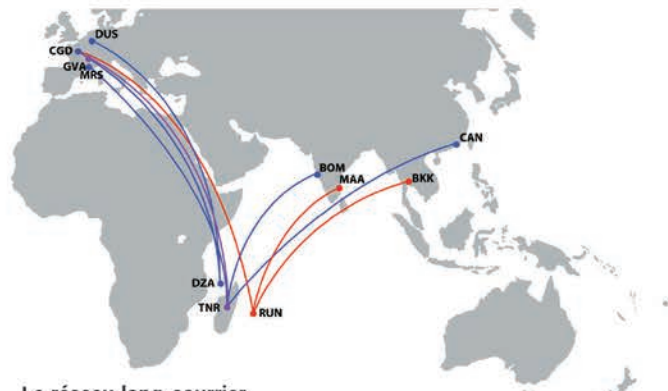 DUS
CGD
GVA
MRS
CAN
BOM
MAA
BKK
DZA
TNR
RUN
Le réseau long-courrier